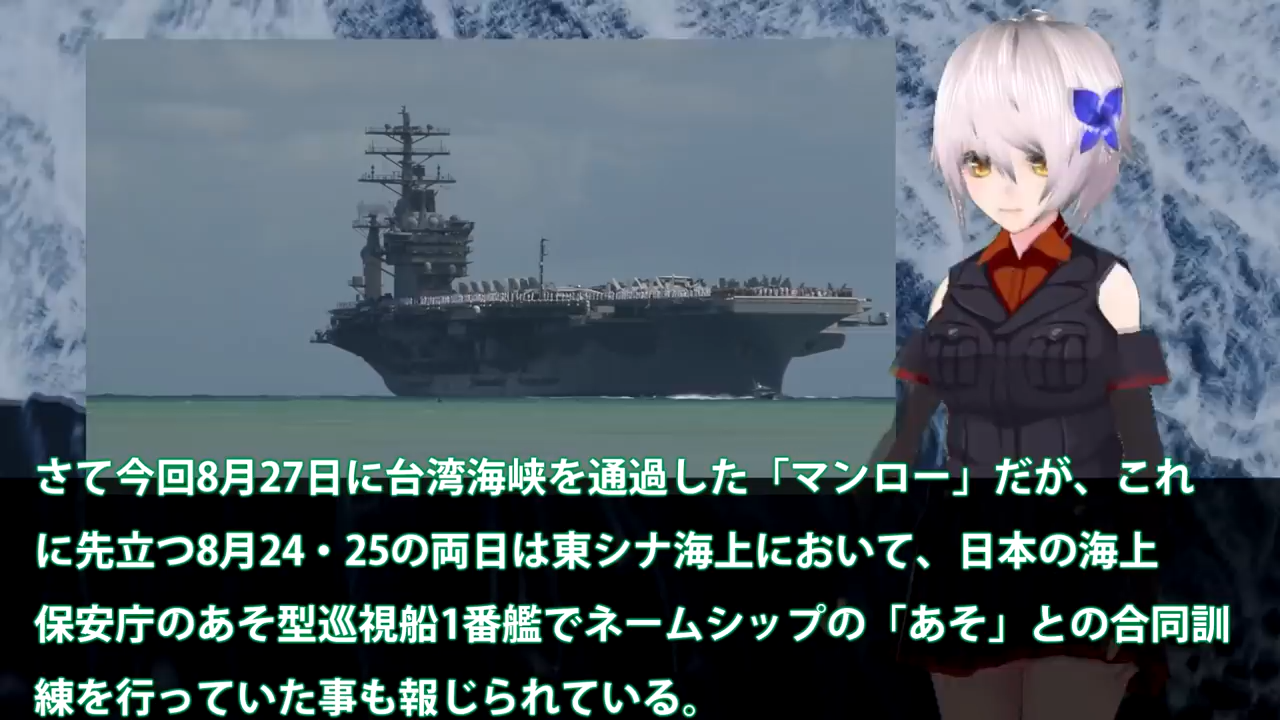 さて今回8月27日に台湾海峡を通過した「マンロー」だが、これ
に先立つ8月24・25の両日は東シナ海上において、日本の海上
保安庁のあそ型巡視船1番艦でネームシップの「あそ」との合同訓
練を行っていた事も報じられている。